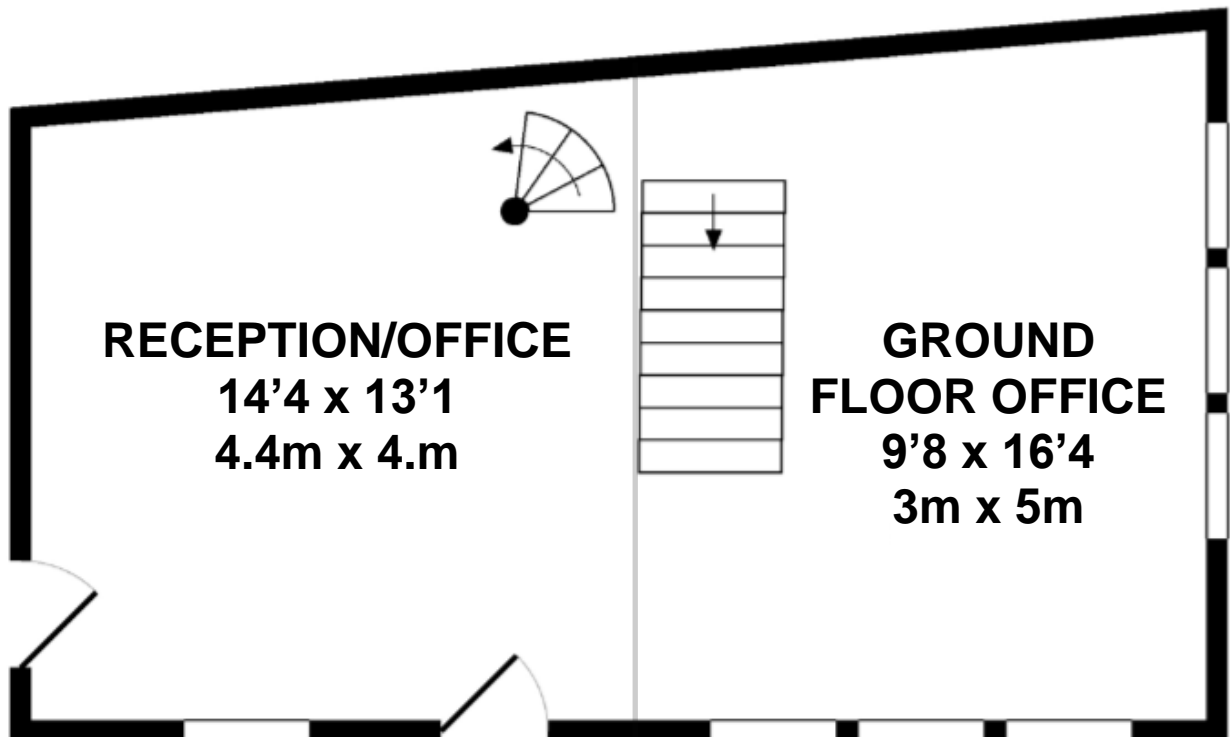 RECEPTION/OFFICE
14’4 x 13’1
4.4m x 4.m
GROUND
FLOOR OFFICE
9’8 x 16’4
3m x 5m